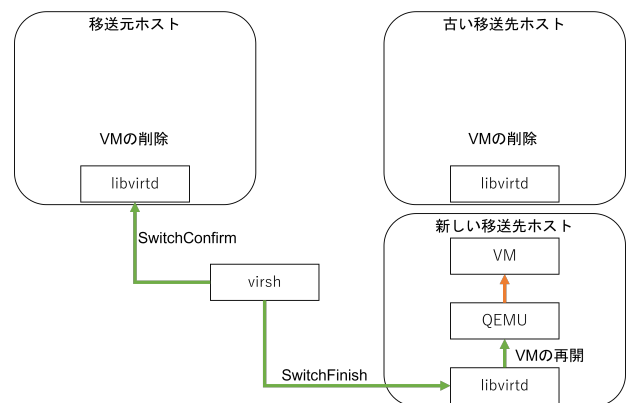 移送元ホスト
古い移送先ホスト
VMの削除
VMの削除
libvirtd
libvirtd
新しい移送先ホスト
SwitchConfirm
VM
virsh
QEMU
VMの再開
SwitchFinish
libvirtd